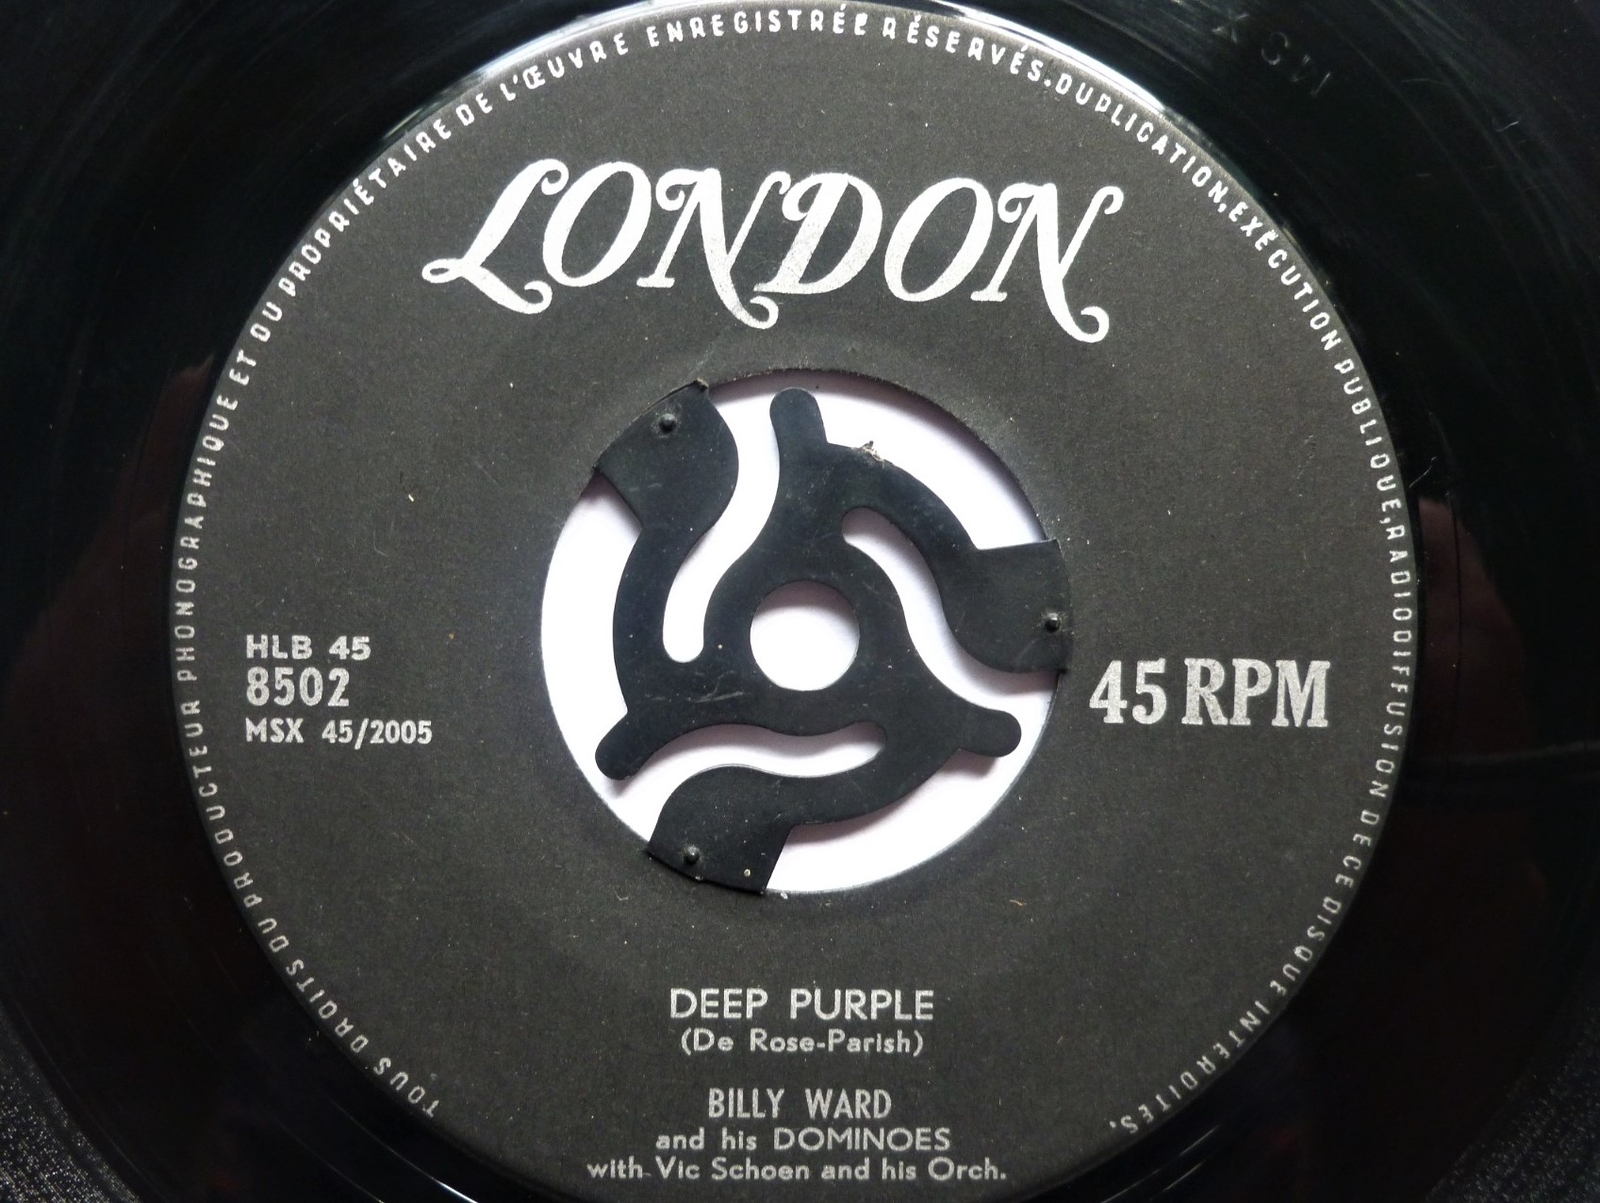 TOUS DROITS DU PRODUCTEUR PHONOGRAPHIQUE ET DU PROPRIÉTAIRE DE L'ŒUVRE ENREGISTRÉE RÉSERVÉS. DUPLICATION, EXÉCUTION PUBLIQUE, RADIODIFFUSION DE CE DISQUE INTERDITES.
MSX
LONDON
HLB 45
8502
MSX 45/2005
45 RPM
DEEP PURPLE
(De Rose-Parish)
BILLY WARD
and his DOMINOES
with Vic Schoen and his Orch.